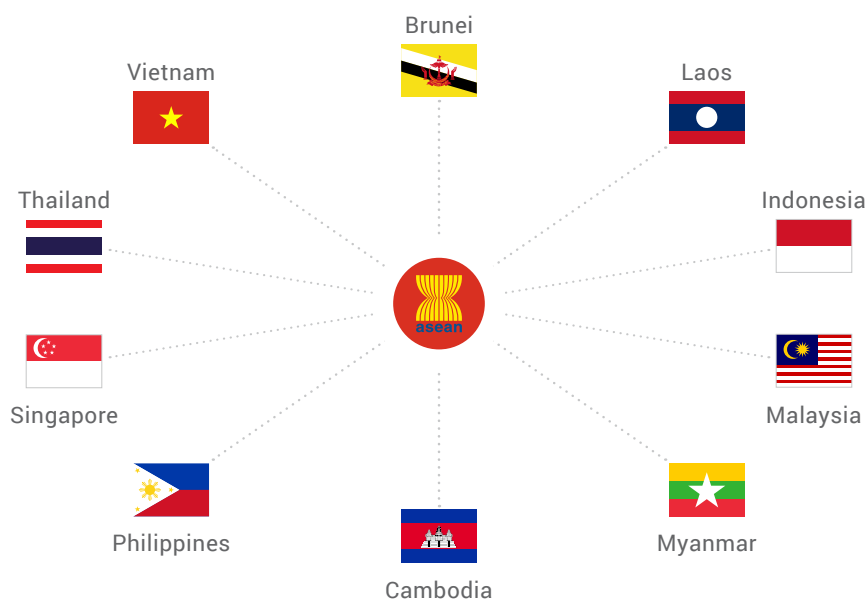 Brunei
Vietnam
Laos
Thailand
Indonesia
asean
Singapore
Malaysia
Philippines
Myanmar
Cambodia